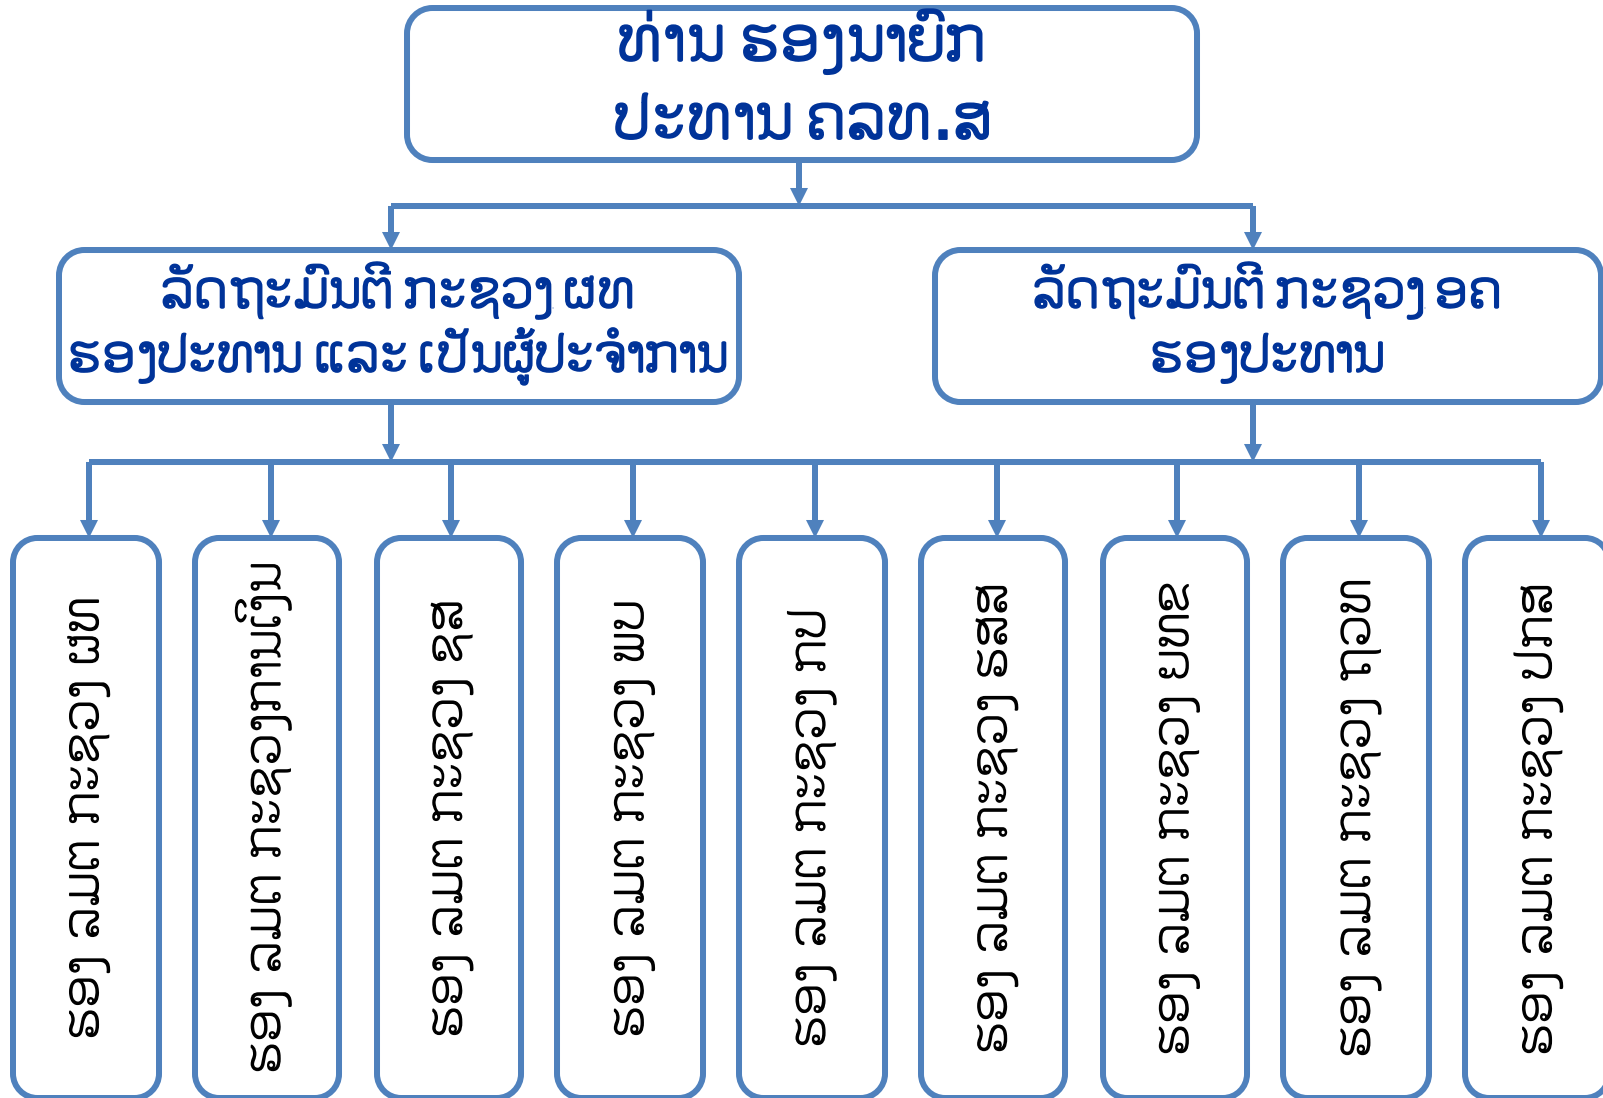 ທ່ານ ຮອງນາຍົກ
ປະທານ ຄລທ.ສ
ລັດຖະມົນຕີ ກະຊວງ ຜທ
ຮອງປະທານ ແລະ ເປັນຜູ້ປະຈຳການ
ລັດຖະມົນຕີ ກະຊວງ ອຄ
ຮອງປະທານ
ຮອງ ລມຕ ກະຊວງ ຜທ
ຮອງ ລມຕ ກະຊວງການເງິນ
ຮອງ ລມຕ ກະຊວງ ຊສ
ຮອງ ລມຕ ກະຊວງ ພບ
ຮອງ ລມຕ ກະຊວງ ກປ
ຮອງ ລມຕ ກະຊວງ ຮສສ
ຮອງ ລມຕ ກະຊວງ ຍທຂ
ຮອງ ລມຕ ກະຊວງ ຖວທ
ຮອງ ລມຕ ກະຊວງ ປກສ